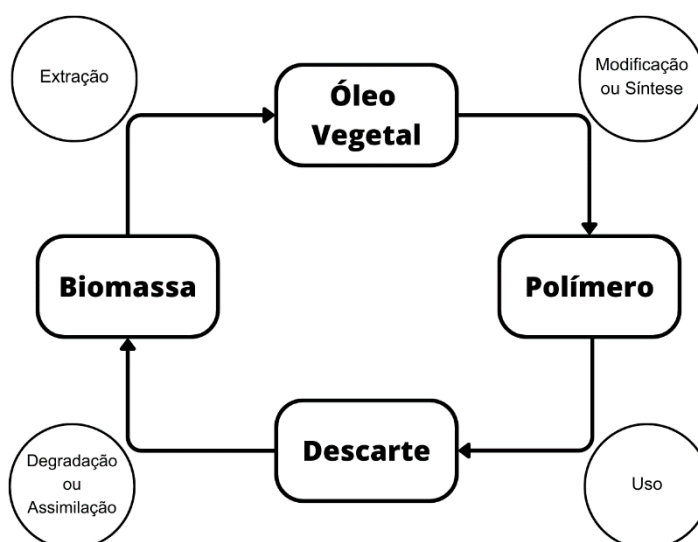 Extração
Óleo
Vegetal
Modificação
ou Síntese
Biomassa
Polímero
Descarte
Degradação
ou
Assimilação
Uso